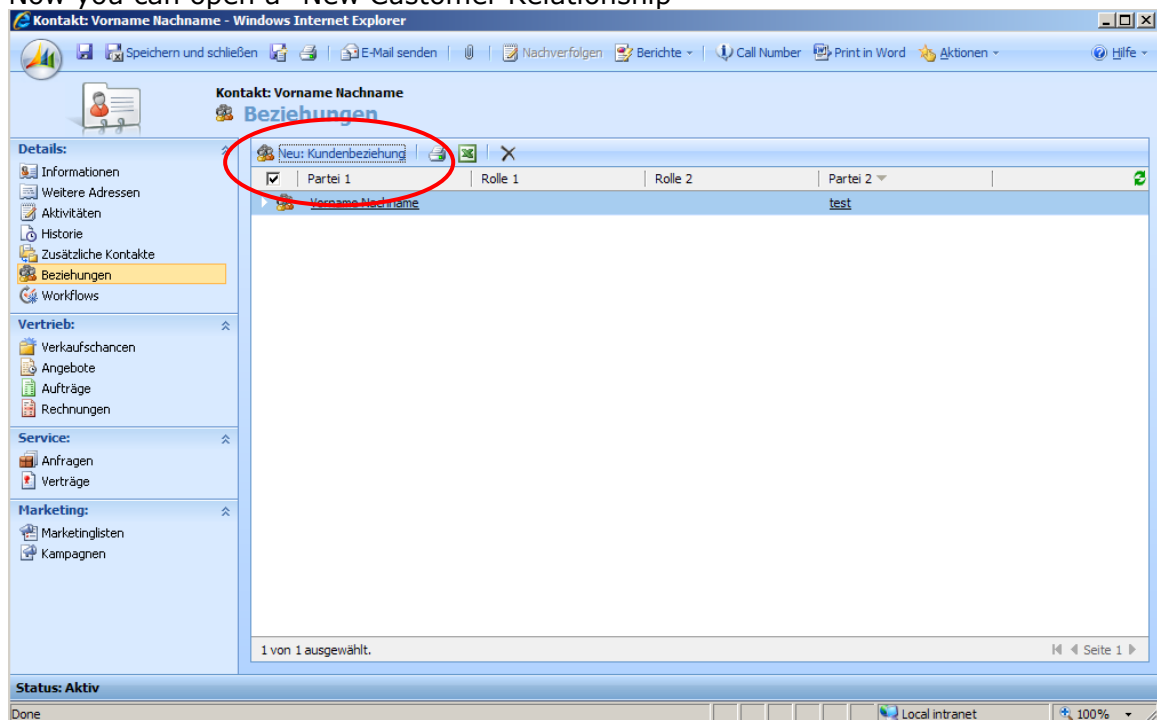 Now you can open a "New Customer Relationship"
Kontakt: Vorname Nachname - Windows Internet Explorer
Speichern und schließen E-Mail senden Nachverfolgen Berichte Call Number Print in Word Aktionen Hilfe
Kontakt: Vorname Nachname
Beziehungen
Details:
Informationen
Weitere Adressen
Aktivitäten
Historie
Zusätzliche Kontakte
Beziehungen
Workflows
Vertrieb:
Verkaufschancen
Angebote
Aufträge
Rechnungen
Service:
Anfragen
Verträge
Marketing:
Marketinglisten
Kampagnen
Neu: Kundenbeziehung
Partei 1 Rolle 1 Rolle 2 Partei 2
Vorname Nachname test
1 von 1 ausgewählt. Seite 1
Status: Aktiv
Done Local intranet 100%